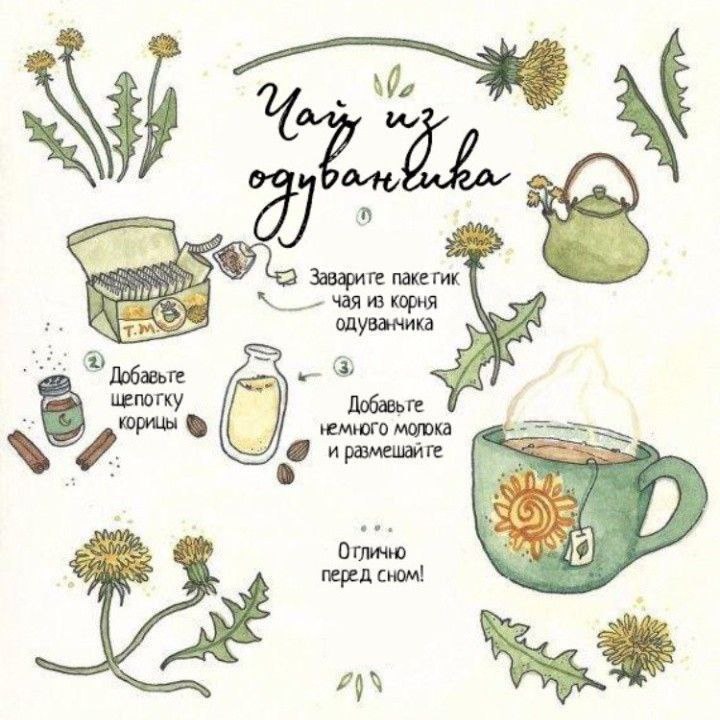 Чай из
одуванчика
1
Заварите пакетик
чая из корня
одуванчика
Т.М.
2
Добавьте
щепотку
корицы
3
Добавьте
немного молока
и размешайте
...
Отлично
перед сном!